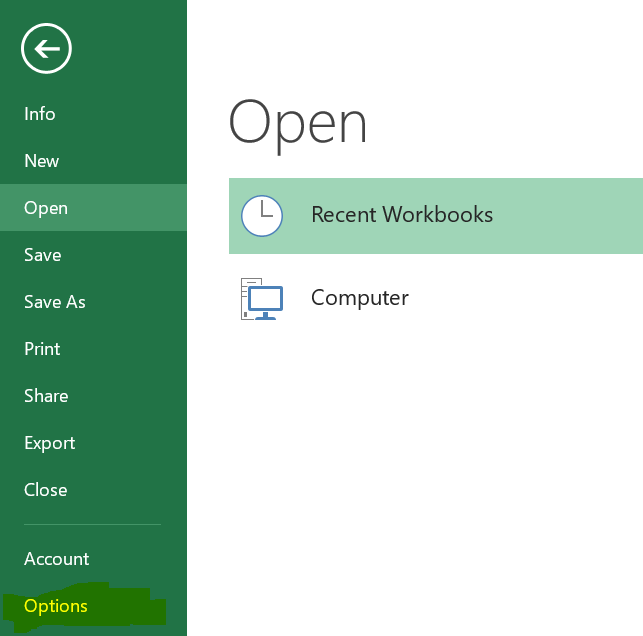 Info
New
Open
Save
Save As
Print
Share
Export
Close
Account
Options
Open
Recent Workbooks
Computer